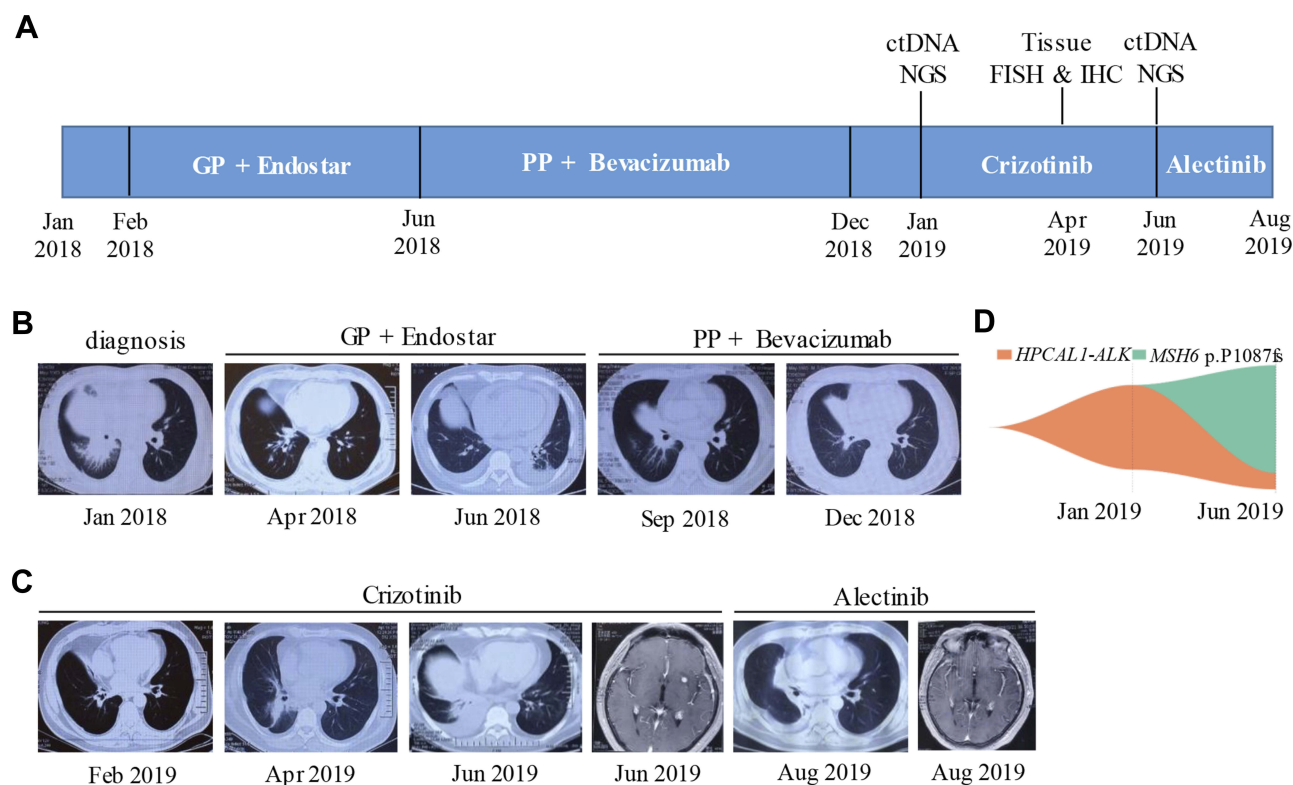 A
ctDNA
NGS
Tissue
FISH & IHC
ctDNA
NGS
GP + Endostar
PP + Bevacizumab
Crizotinib
Alectinib
Jan
2018
Feb
2018
Jun
2018
Dec
2018
Jan
2019
Apr
2019
Jun
2019
Aug
2019
B
diagnosis
GP + Endostar
PP + Bevacizumab
Jan 2018
Apr 2018
Jun 2018
Sep 2018
Dec 2018
D
HPCAL1-ALK
MSH6 p.P1087fs
Jan 2019
Jun 2019
C
Crizotinib
Alectinib
Feb 2019
Apr 2019
Jun 2019
Jun 2019
Aug 2019
Aug 2019